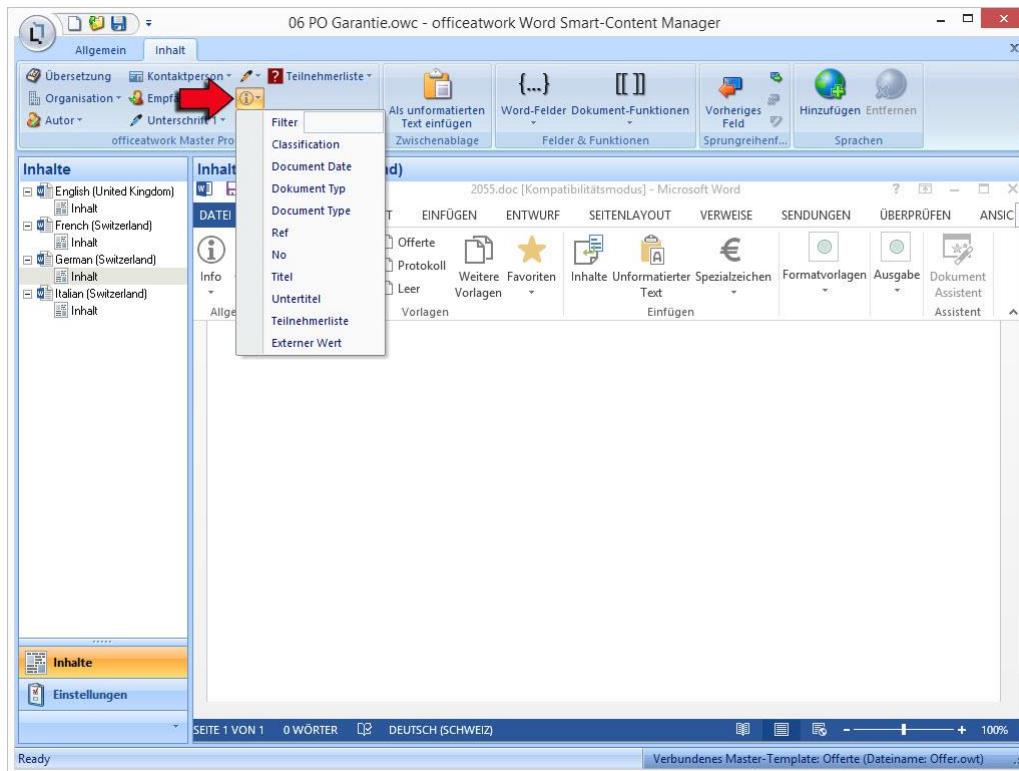 06 PO Garantie.owc - officeatwork Word Smart-Content Manager
Allgemein Inhalt
Übersetzung Kontaktperson Teilnehmerliste
Organisation
Autor Unterschrift 1
Filter
Classification
Document Date
Dokument Typ
Document Type
Ref
No
Titel
Untertitel
Teilnehmerliste
Externer Wert
Als unformatierten
Text einfügen
Zwischenablage
Word-Felder Dokument-Funktionen
Felder & Funktionen
Vorheriges
Feld
Sprungreihenf...
Hinzufügen Entfernen
Sprachen
officeatwork Master Pro
Inhalte
English (United Kingdom)
Inhalt
French (Switzerland)
Inhalt
German (Switzerland)
Inhalt
Italian (Switzerland)
Inhalt
Inhalte
Einstellungen
Inhalt
2055.doc [Kompatibilitätsmodus] - Microsoft Word
DATEI EINFÜGEN ENTWURF SEITENLAYOUT VERWEISE SENDUNGEN ÜBERPRÜFEN ANSIC
Info
Allge
Offerte
Protokoll
Leer
Weitere
Vorlagen
Favoriten
Vorlagen
Inhalte Unformatierter
Text
Spezialzeichen
Einfügen
Formatvorlagen Ausgabe Dokument
Assistent
Assistent
SEITE 1 VON 1 0 WÖRTER DEUTSCH (SCHWEIZ) 100%
Ready Verbundenes Master-Template: Offerte (Dateiname: Offer.owt)